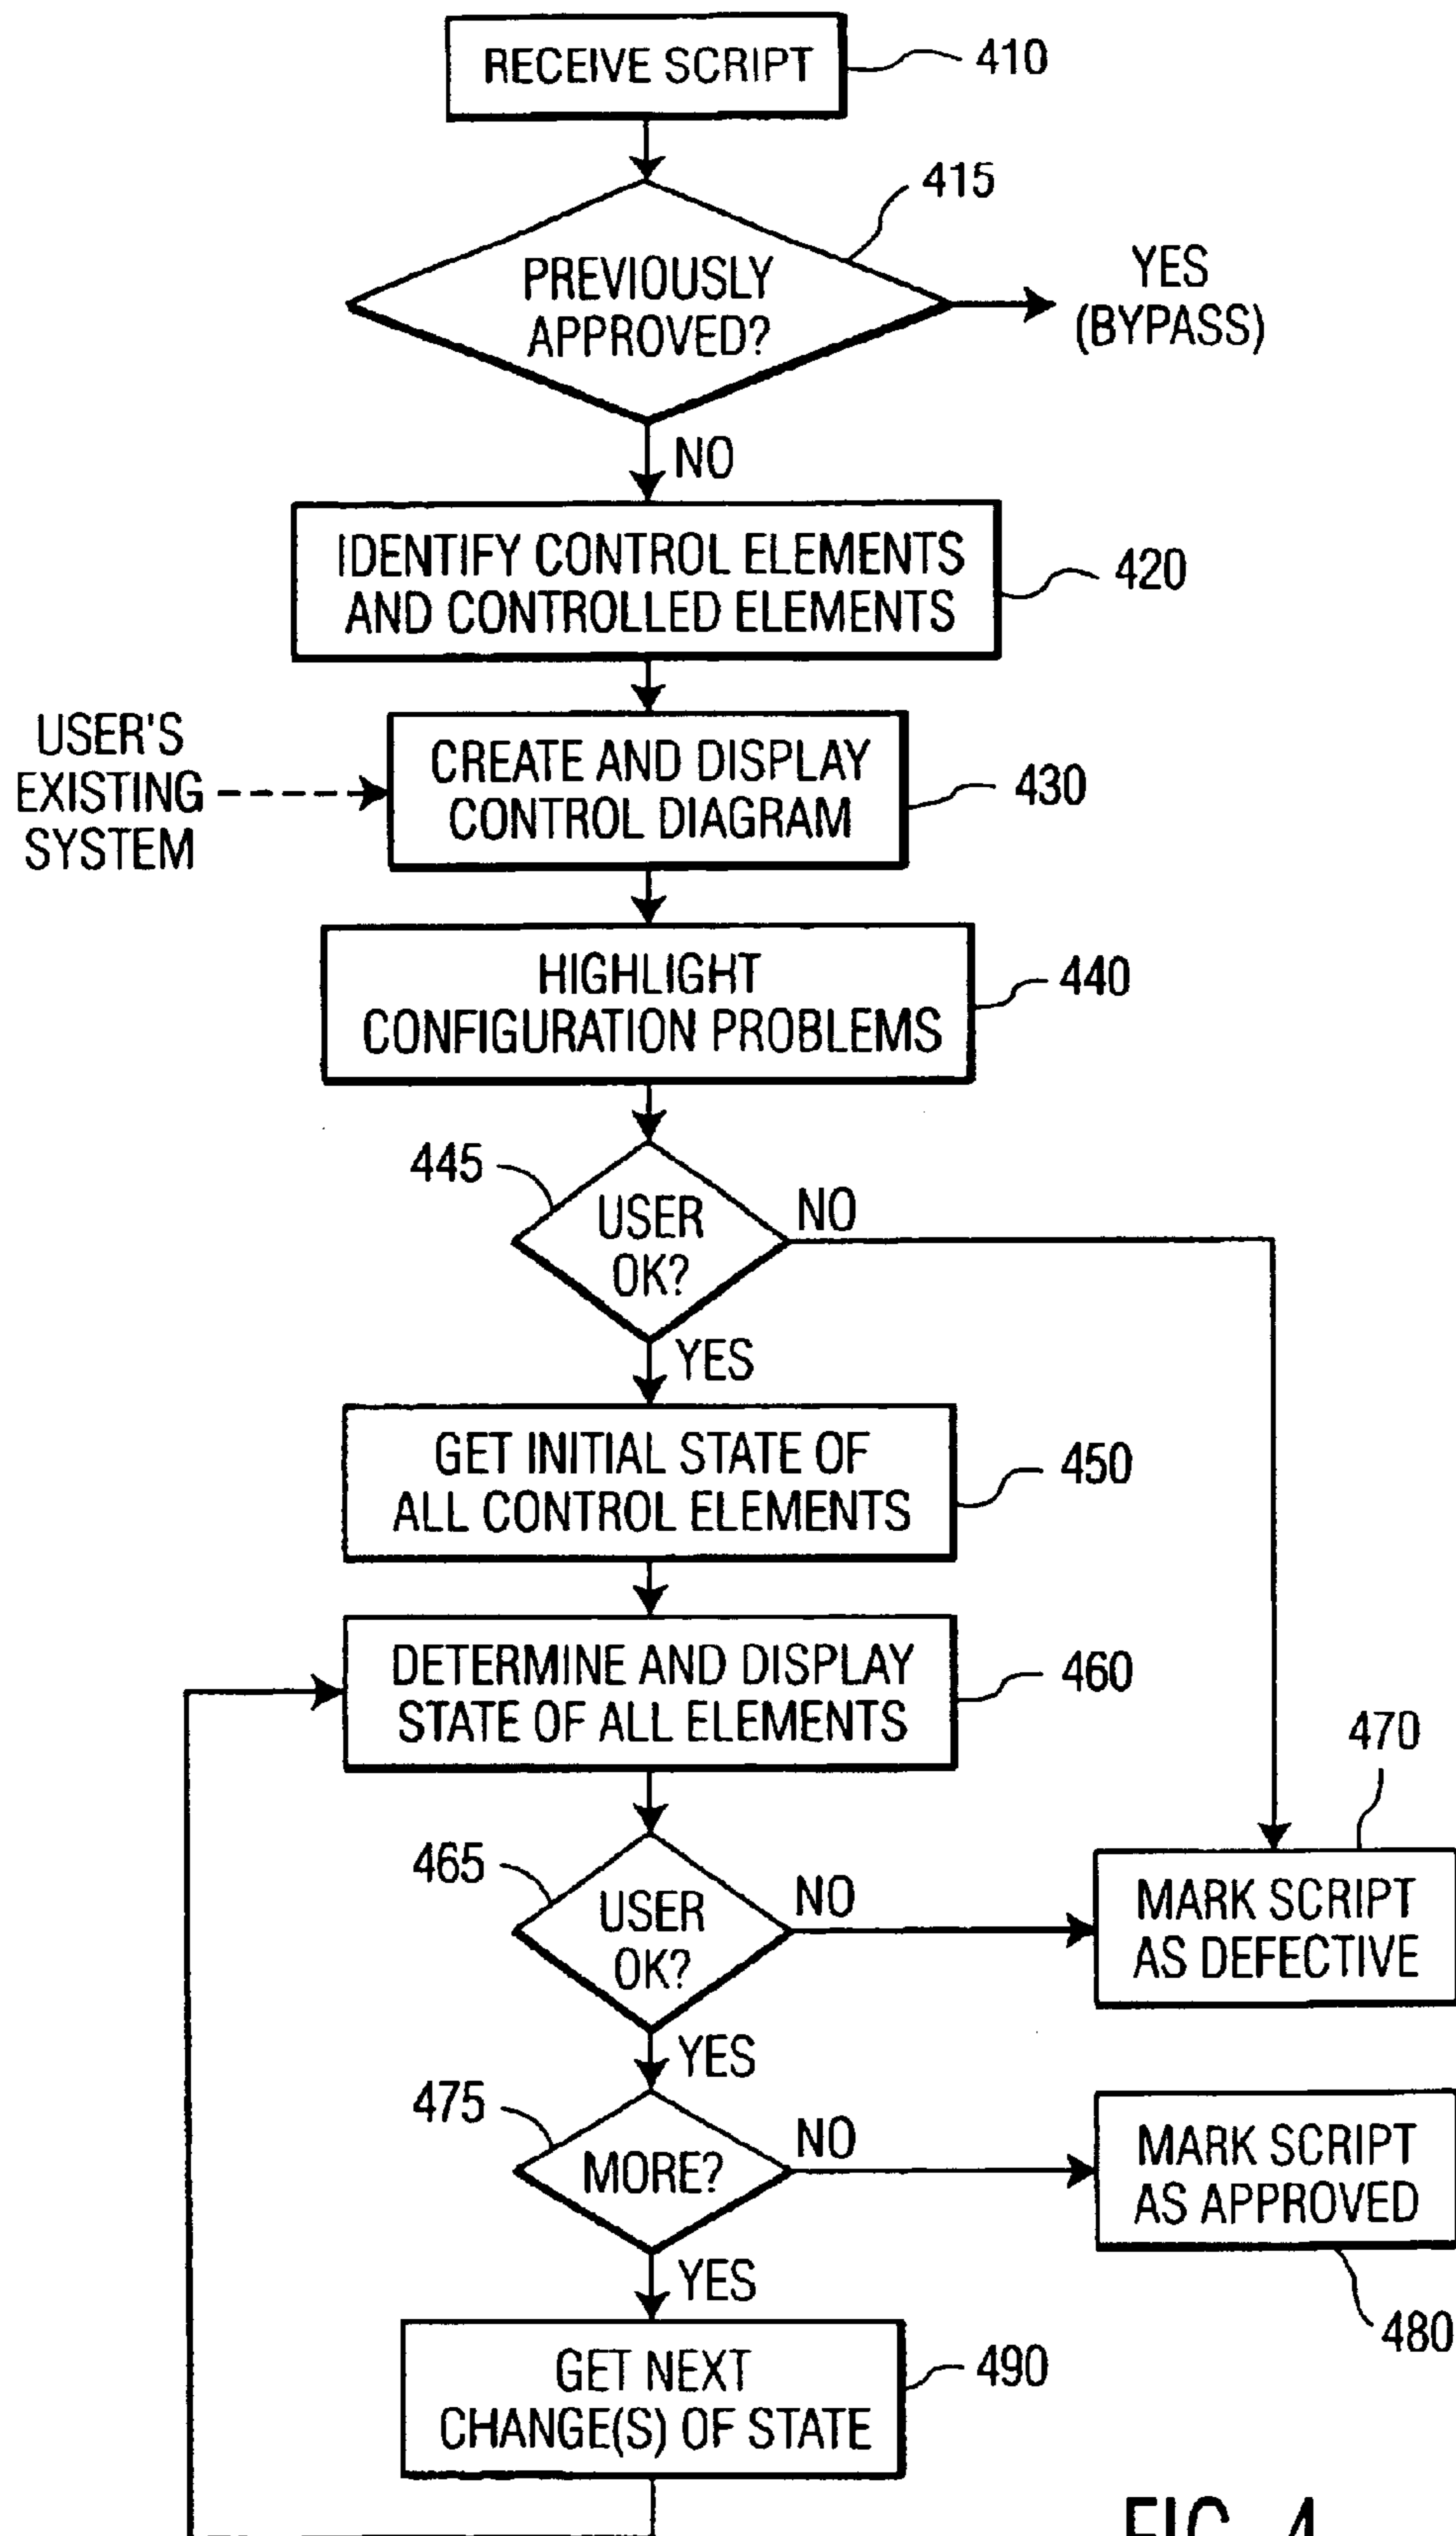 RECEIVE SCRIPT
410
415
PREVIOUSLY
APPROVED?
YES
(BYPASS)
NO
IDENTIFY CONTROL ELEMENTS
AND CONTROLLED ELEMENTS
420
USER'S
EXISTING
SYSTEM
CREATE AND DISPLAY
CONTROL DIAGRAM
430
HIGHLIGHT
CONFIGURATION PROBLEMS
440
445
USER
OK?
NO
YES
GET INITIAL STATE OF
ALL CONTROL ELEMENTS
450
DETERMINE AND DISPLAY
STATE OF ALL ELEMENTS
460
470
465
USER
OK?
NO
MARK SCRIPT
AS DEFECTIVE
YES
475
MORE?
NO
MARK SCRIPT
AS APPROVED
480
YES
GET NEXT
CHANGE(S) OF STATE
490
FIG. 4